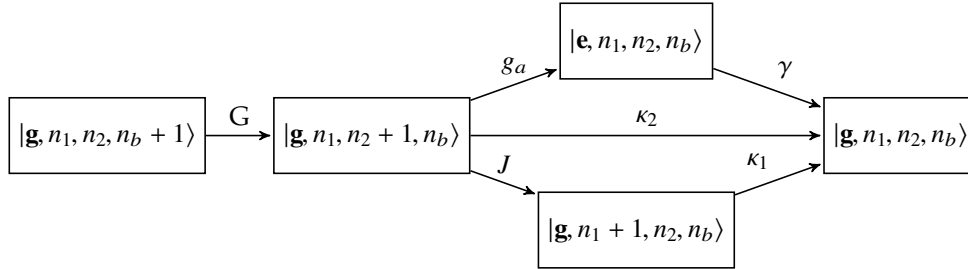 |e, n₁, n₂, n_b⟩
g_a
γ
|g, n₁, n₂, n_b + 1⟩
G
|g, n₁, n₂ + 1, n_b⟩
κ₂
|g, n₁, n₂, n_b⟩
J
κ₁
|g, n₁ + 1, n₂, n_b⟩